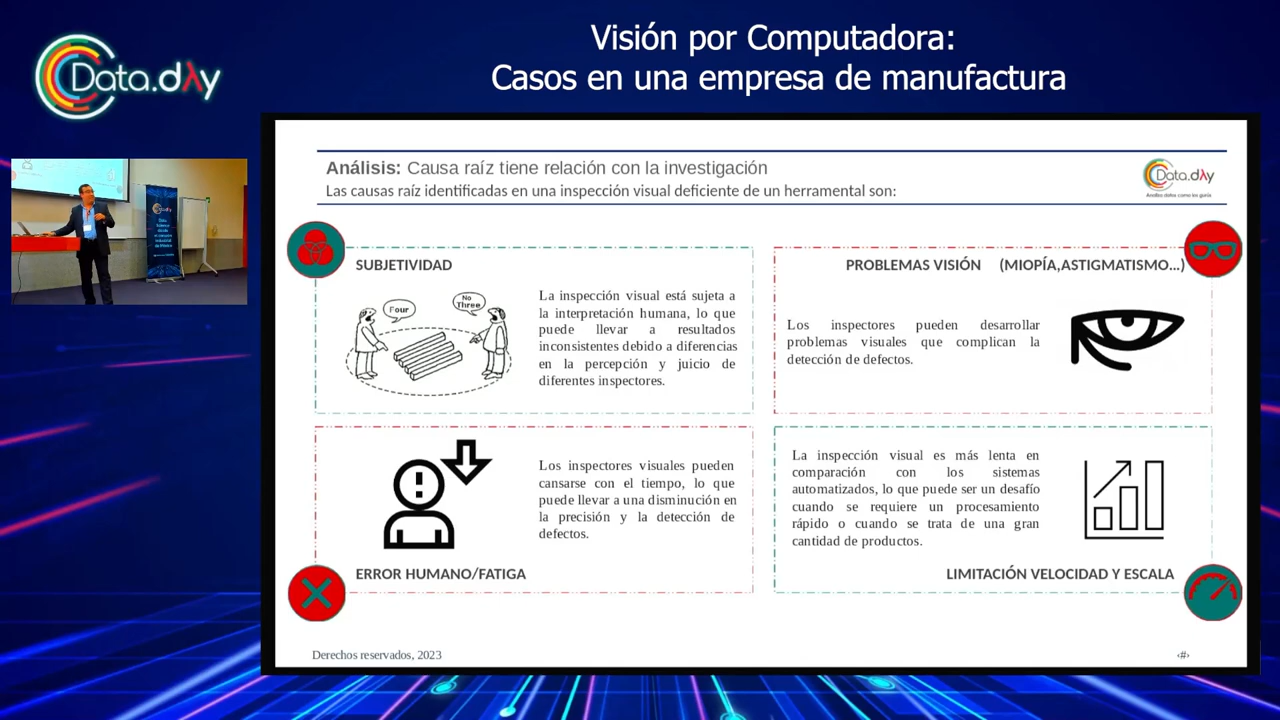 Visión por Computadora:
Casos en una empresa de manufactura
Data.dλy
Análisis: Causa raíz tiene relación con la investigación
Las causas raíz identificadas en una inspección visual deficiente de un herramental son:
Data.dλy
SUBJETIVIDAD
Four
No
Three
La inspección visual está sujeta a
la interpretación humana, lo que
puede llevar a resultados
inconsistentes debido a diferencias
en la percepción y juicio de
diferentes inspectores.
PROBLEMAS VISIÓN (MIOPÍA,ASTIGMATISMO...)
Los inspectores pueden desarrollar
problemas visuales que complican la
detección de defectos.
Los inspectores visuales pueden
cansarse con el tiempo, lo que
puede llevar a una disminución en
la precisión y la detección de
defectos.
ERROR HUMANO/FATIGA
La inspección visual es más lenta en
comparación con los sistemas
automatizados, lo que puede ser un desafío
cuando se requiere un procesamiento
rápido o cuando se trata de una gran
cantidad de productos.
LIMITACIÓN VELOCIDAD Y ESCALA
Derechos reservados, 2023
‹#›